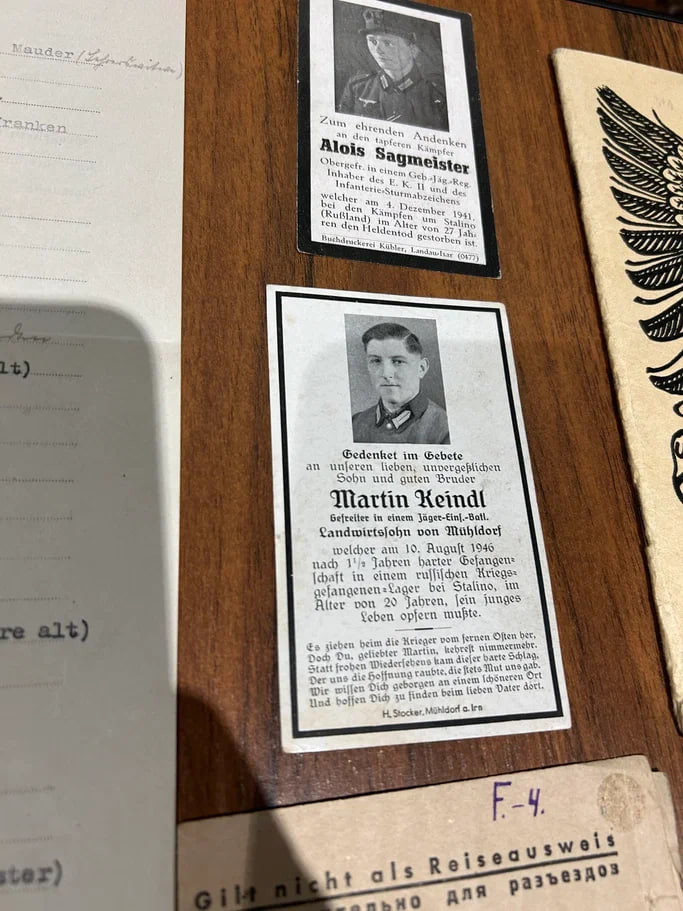 Mauder
franken
lt)
re alt)
ster)
Zum ehrenden Andenken
an den tapferen Kämpfer
Alois Sagmeister
Obergefr. in einem Geb.-Jäg.-Reg.
Inhaber des E. K. II und des
Infanterie-Sturmabzeichens
welcher am 4. Dezember 1941,
bei den Kämpfen um Stalino
(Rußland) im Alter von 27 Jah-
ren den Heldentod gestorben ist.
Buchdruckerei Kübler, Landau-Isar (0477)
Gedenket im Gebete
an unseren lieben, unvergeßlichen
Sohn und guten Bruder
Martin Keindl
Gefreiter in einem Jäger-Eins.-Batl.
Landwirtssohn von Mühldorf
welcher am 10. August 1946
nach 1½ Jahren harter Gefangen-
schaft in einem russischen Kriegs-
gefangenen-Lager bei Stalino, im
Alter von 20 Jahren, sein junges
Leben opfern mußte.
Es ziehen heim die Krieger vom fernen Osten her,
Doch Du, geliebter Martin, kehrest nimmermehr.
Statt frohen Wiedersehens kam dieser harte Schlag,
Der uns die Hoffnung raubte, die stets Mut uns gab.
Wir wissen Dich geborgen an einem schöneren Ort
Und hoffen Dich zu finden beim lieben Vater dort.
H. Stocker, Mühldorf a. Inn
F.-4.
Gilt nicht als Reiseausweis
тельно для разъездов